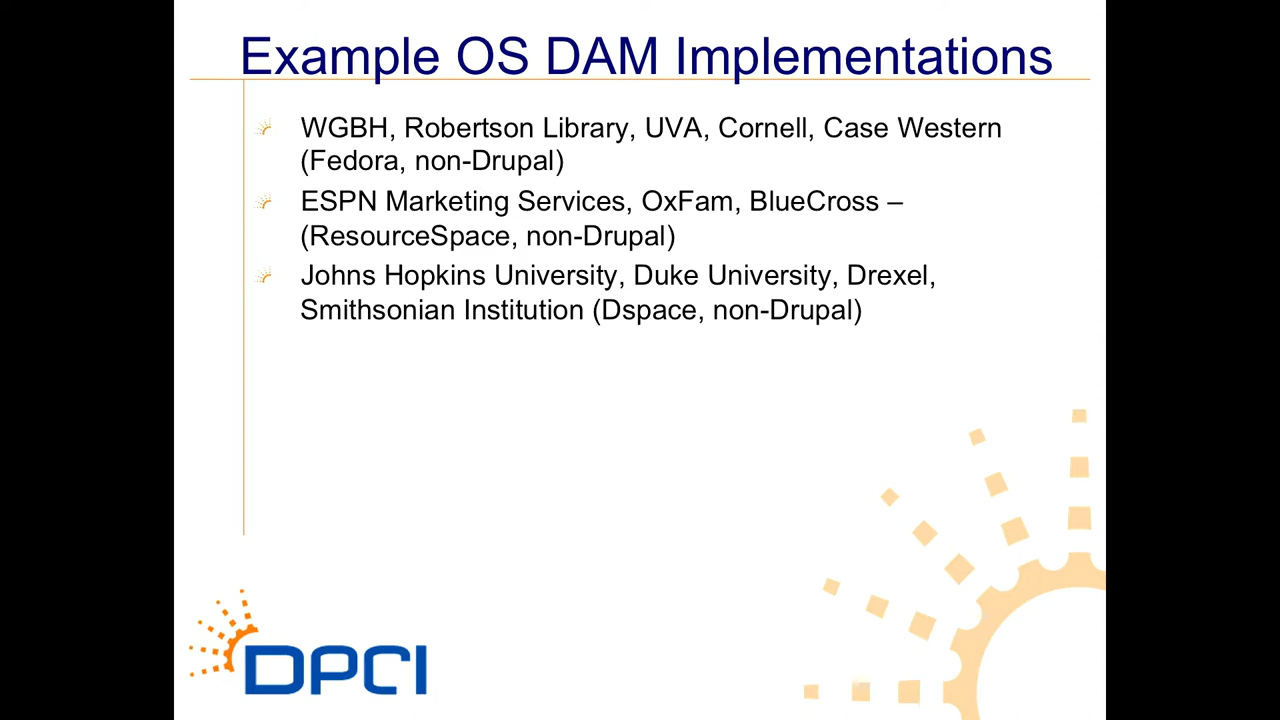 Example OS DAM Implementations
WGBH, Robertson Library, UVA, Cornell, Case Western
(Fedora, non-Drupal)
ESPN Marketing Services, OxFam, BlueCross –
(ResourceSpace, non-Drupal)
Johns Hopkins University, Duke University, Drexel,
Smithsonian Institution (Dspace, non-Drupal)
DPCI